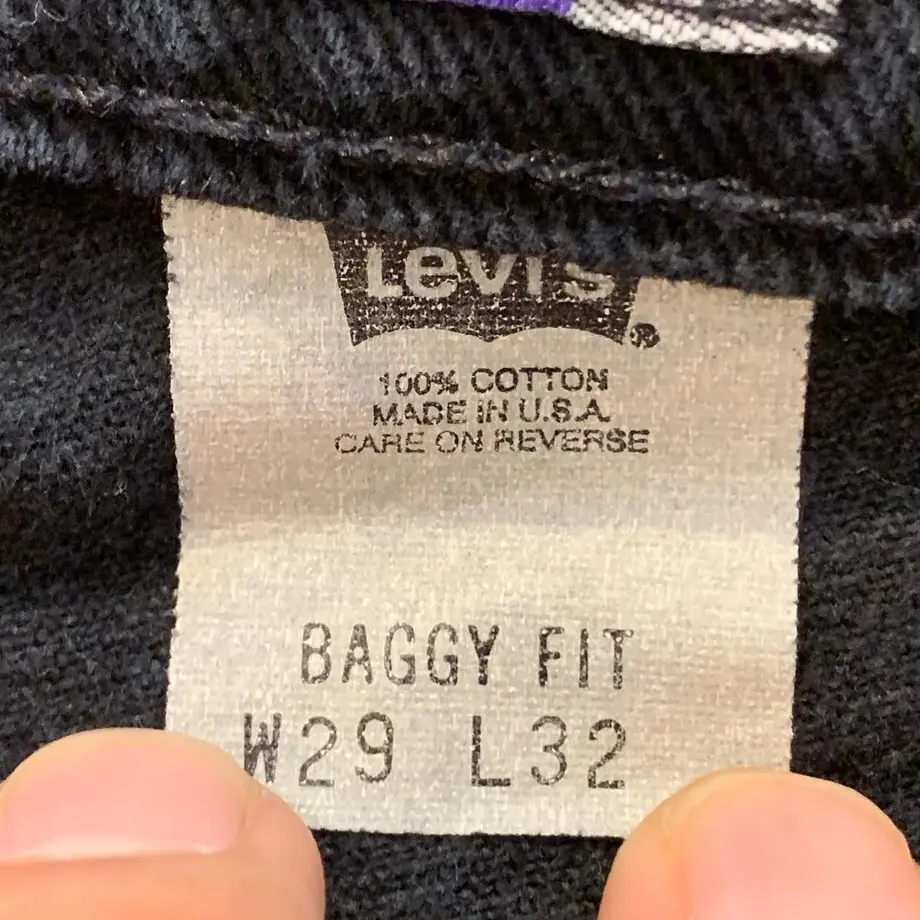 Levi's ®
100% COTTON
MADE IN U.S.A.
CARE ON REVERSE
BAGGY FIT
W29 L32